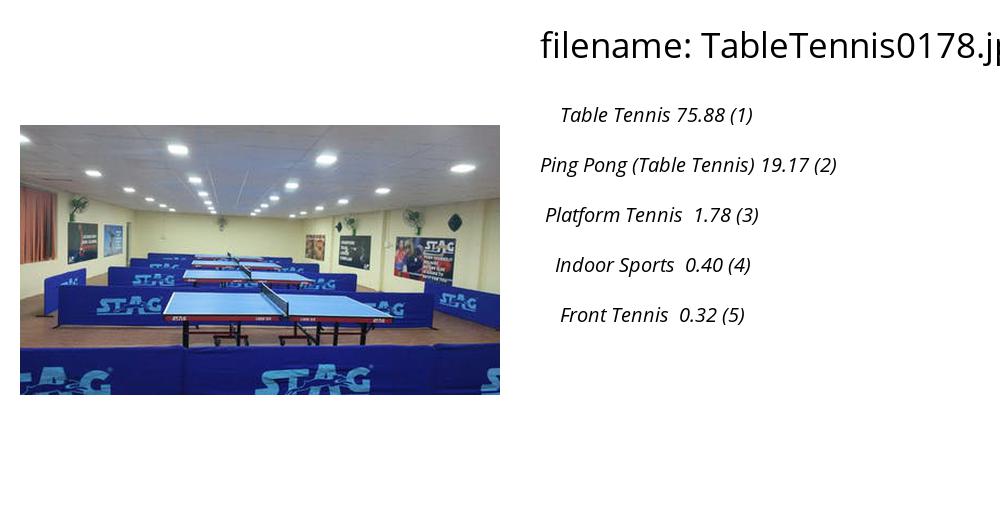 filename: TableTennis0178.jp
Table Tennis 75.88 (1)
Ping Pong (Table Tennis) 19.17 (2)
Platform Tennis 1.78 (3)
Indoor Sports 0.40 (4)
Front Tennis 0.32 (5)
STAG
STAG
STAG
STAG
STAG
STAG